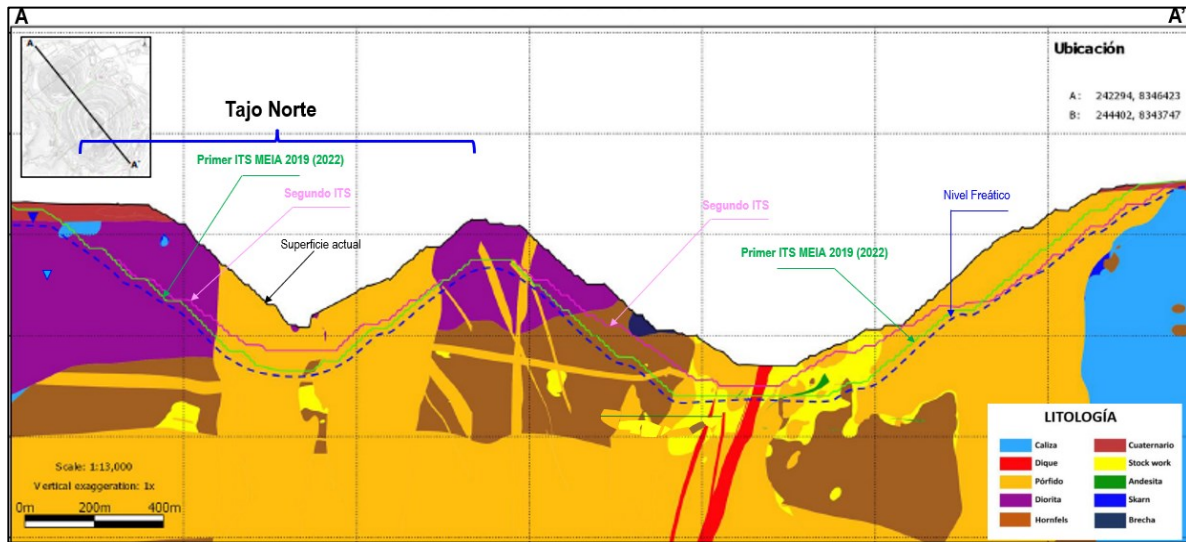 A
A'
A
A'
Ubicación
A: 242294, 8346423
B: 244402, 8343747
Tajo Norte
Primer ITS MEIA 2019 (2022)
Segundo ITS
Superficie actual
Segundo ITS
Nivel Freático
Primer ITS MEIA 2019 (2022)
Scale: 1:13,000
Vertical exaggeration: 1x
0m 200m 400m
LITOLOGÍA
Caliza
Cuaternario
Dique
Stock work
Pórfido
Andesita
Diorita
Skarn
Hornfels
Brecha